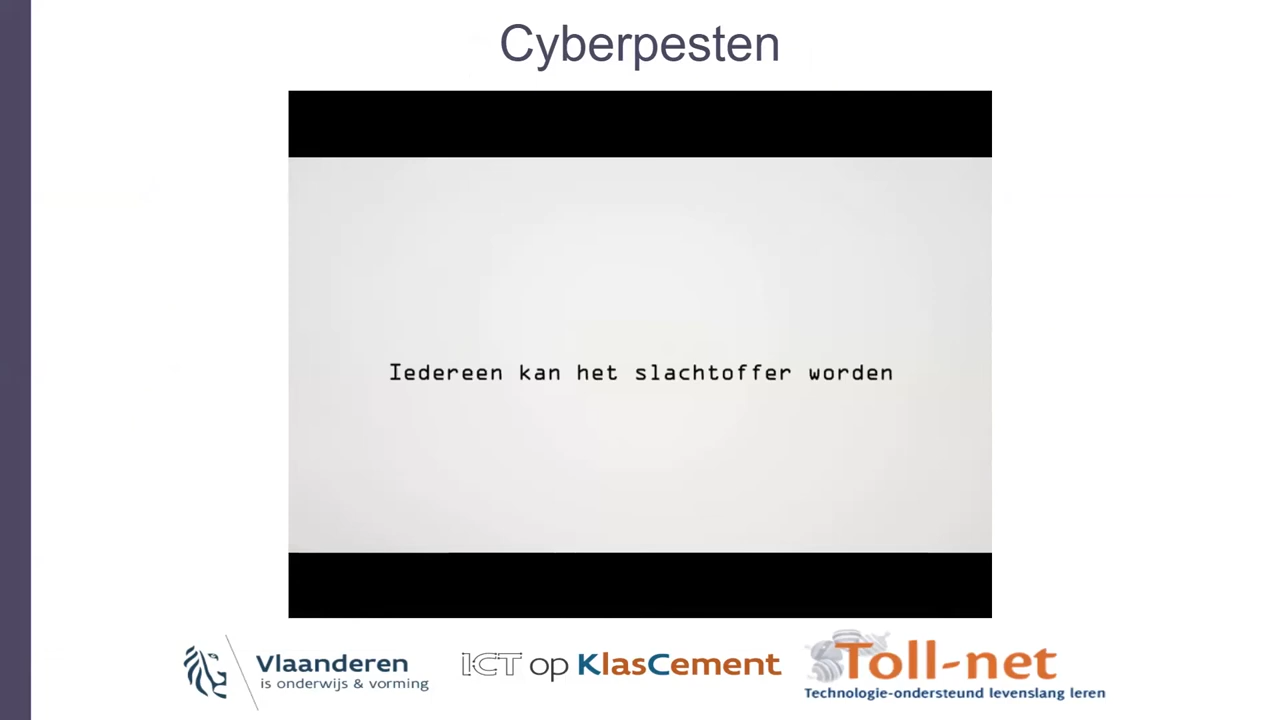 Cyberpesten
Iedereen kan het slachtoffer worden
Vlaanderen
is onderwijs & vorming
ICT op KlasCement
Toll-net
Technologie-ondersteund levenslang leren